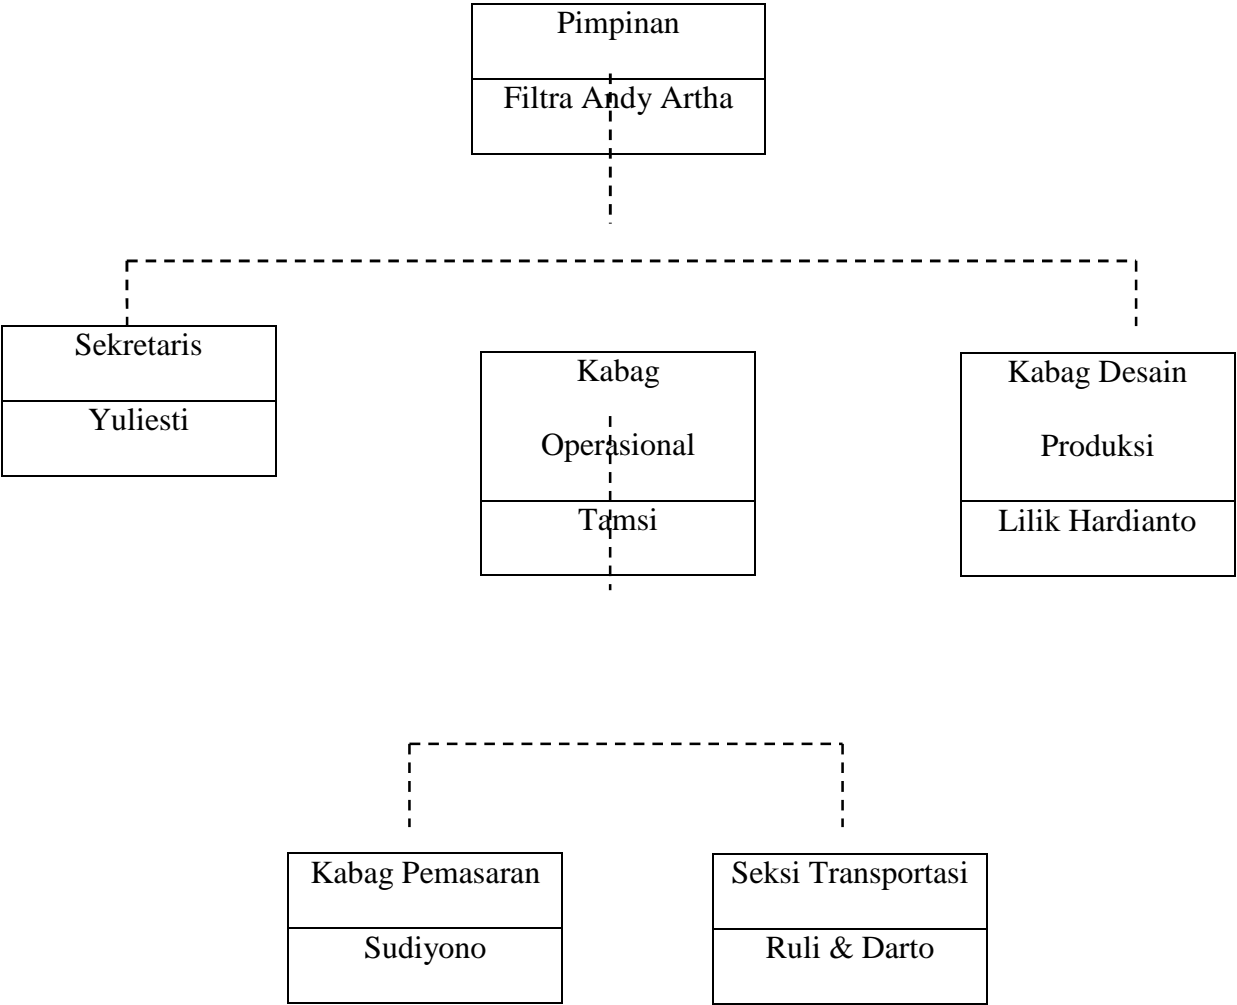 Pimpinan
Filtra Andy Artha
Sekretaris
Yuliesti
Kabag
Operasional
Tamsi
Kabag Desain
Produksi
Lilik Hardianto
Kabag Pemasaran
Sudiyono
Seksi Transportasi
Ruli & Darto